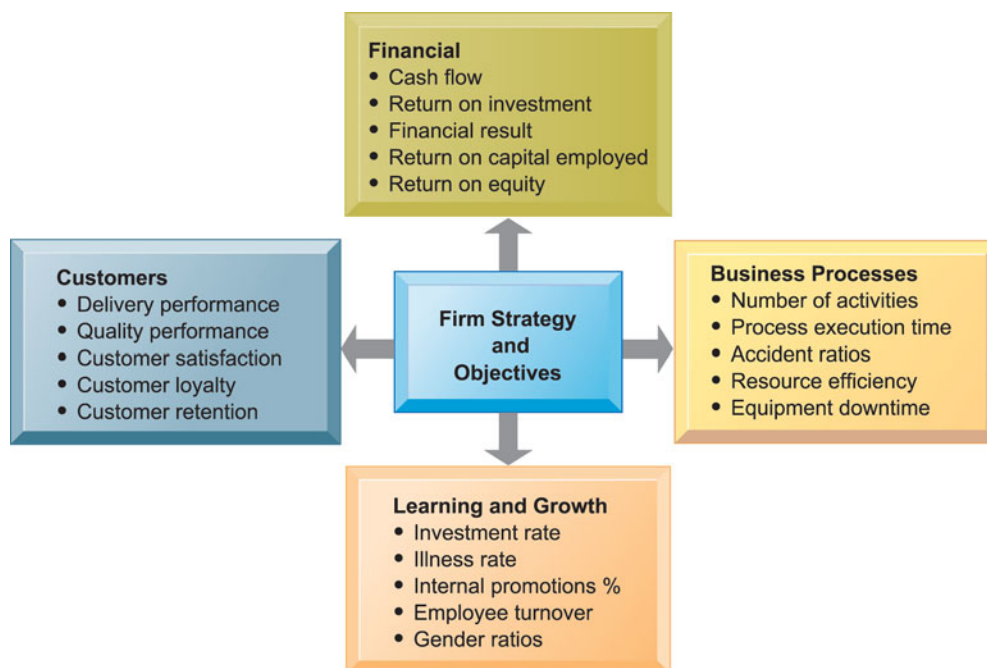 Financial
• Cash flow
• Return on investment
• Financial result
• Return on capital employed
• Return on equity
Customers
• Delivery performance
• Quality performance
• Customer satisfaction
• Customer loyalty
• Customer retention
Firm Strategy
and
Objectives
Business Processes
• Number of activities
• Process execution time
• Accident ratios
• Resource efficiency
• Equipment downtime
Learning and Growth
• Investment rate
• Illness rate
• Internal promotions %
• Employee turnover
• Gender ratios